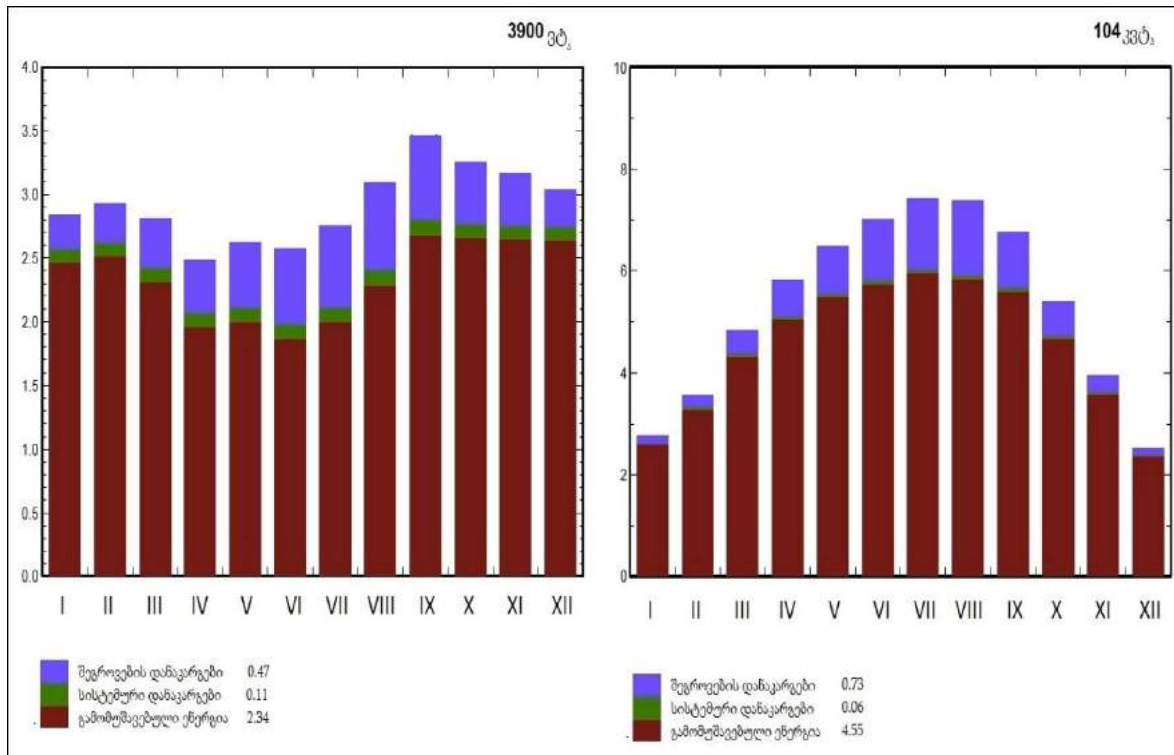 3900 ვტ.
4.0
3.5
3.0
2.5
2.0
1.5
1.0
0.5
0.0
I II III IV V VI VII VIII IX X XI XII
შეგროვების დანაკარგები 0.47
სისტემური დანაკარგები 0.11
გამომუშავებული ენერგია 2.34
104 კვტ.
10
8
6
4
2
0
I II III IV V VI VII VIII IX X XI XII
შეგროვების დანაკარგები 0.73
სისტემური დანაკარგები 0.06
გამომუშავებული ენერგია 4.55